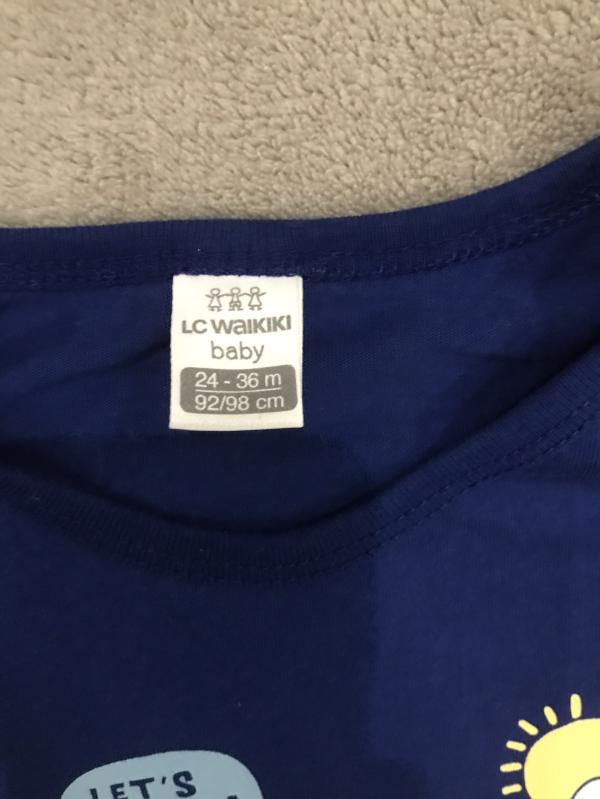 LC WAIKIKI
baby
24 - 36 m
92/98 cm
LET'S